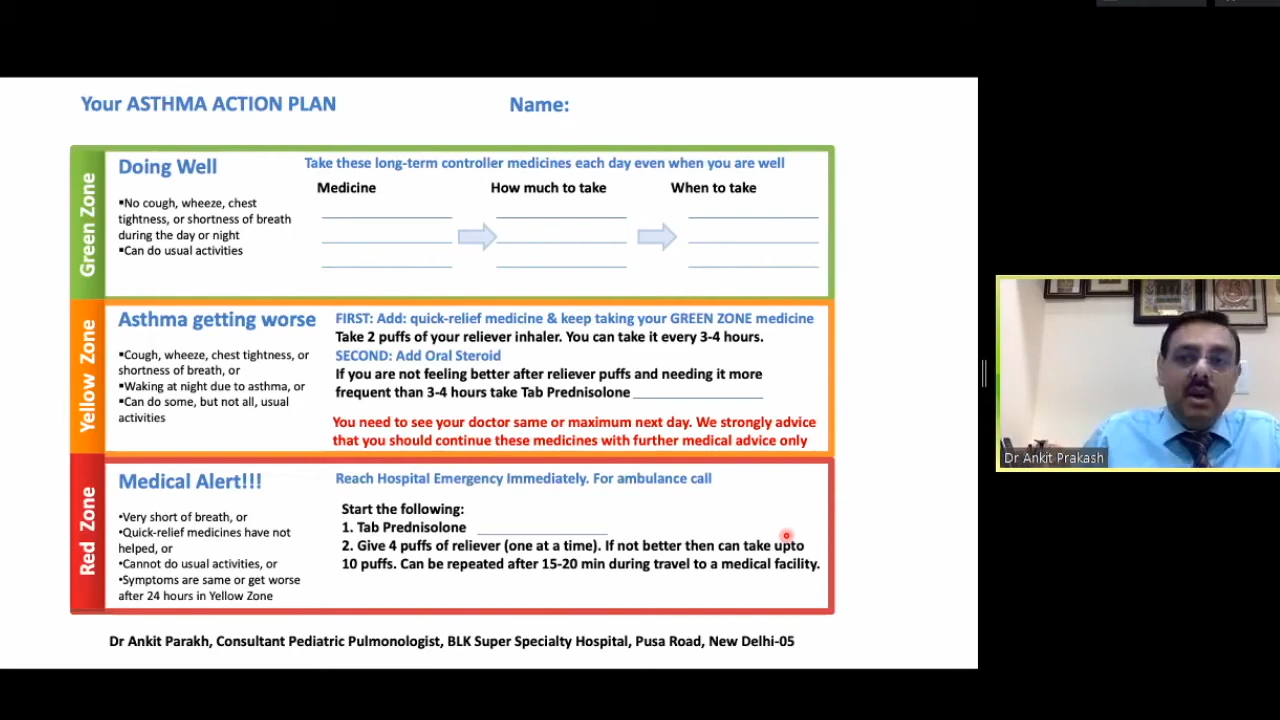 Your ASTHMA ACTION PLAN
Name:
Green Zone
Doing Well
▪No cough, wheeze, chest
tightness, or shortness of breath
during the day or night
▪Can do usual activities
Take these long-term controller medicines each day even when you are well
Medicine
How much to take
When to take
Yellow Zone
Asthma getting worse
▪Cough, wheeze, chest tightness, or
shortness of breath, or
▪Waking at night due to asthma, or
▪Can do some, but not all, usual
activities
FIRST: Add: quick-relief medicine & keep taking your GREEN ZONE medicine
Take 2 puffs of your reliever inhaler. You can take it every 3-4 hours.
SECOND: Add Oral Steroid
If you are not feeling better after reliever puffs and needing it more
frequent than 3-4 hours take Tab Prednisolone
You need to see your doctor same or maximum next day. We strongly advice
that you should continue these medicines with further medical advice only
Red Zone
Medical Alert!!!
•Very short of breath, or
•Quick-relief medicines have not
helped, or
•Cannot do usual activities, or
•Symptoms are same or get worse
after 24 hours in Yellow Zone
Reach Hospital Emergency Immediately. For ambulance call
Start the following:
1. Tab Prednisolone
2. Give 4 puffs of reliever (one at a time). If not better then can take upto
10 puffs. Can be repeated after 15-20 min during travel to a medical facility.
Dr Ankit Parakh, Consultant Pediatric Pulmonologist, BLK Super Specialty Hospital, Pusa Road, New Delhi-05
Dr Ankit Prakash